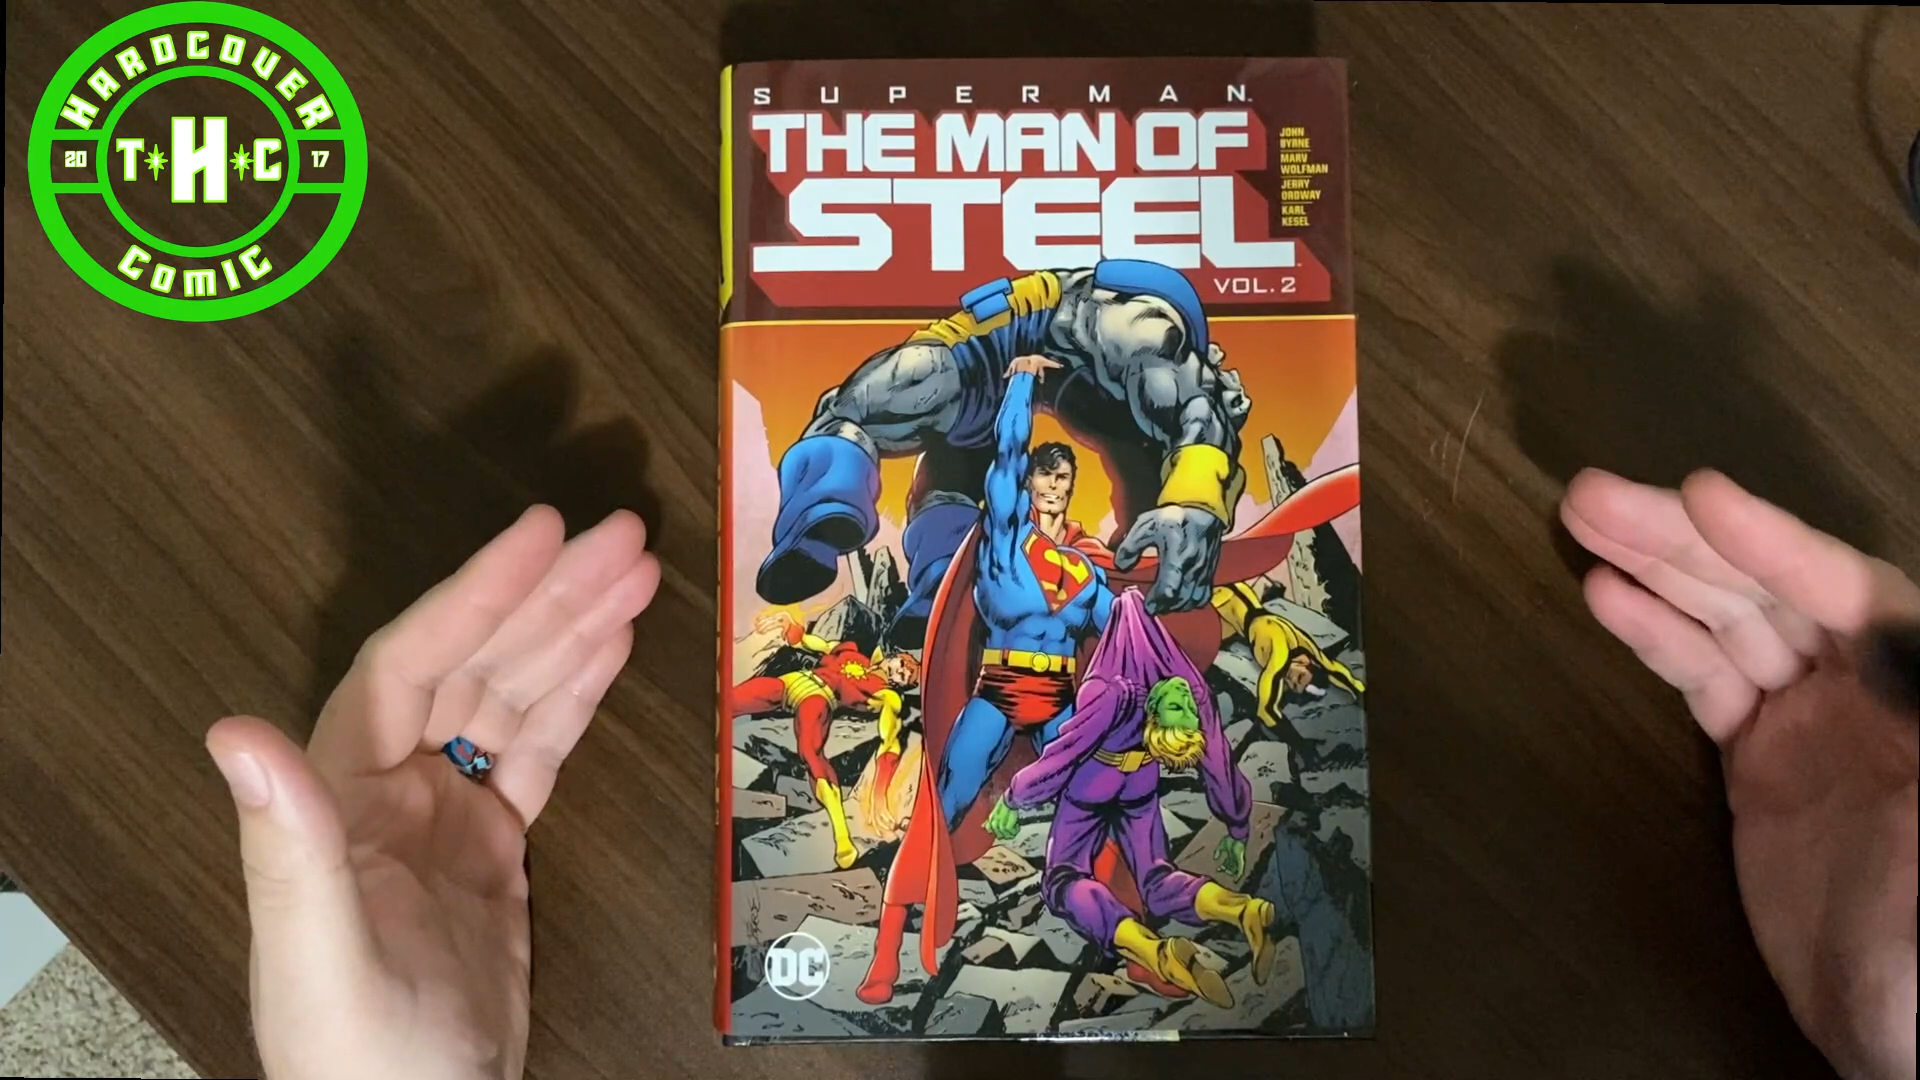 HARDCOVER
20 T*H*C 17
COMIC
SUPERMAN
THE MAN OF
STEEL
VOL. 2
JOHN
BYRNE
MARV
WOLFMAN
JERRY
ORDWAY
KARL
KESEL
DC